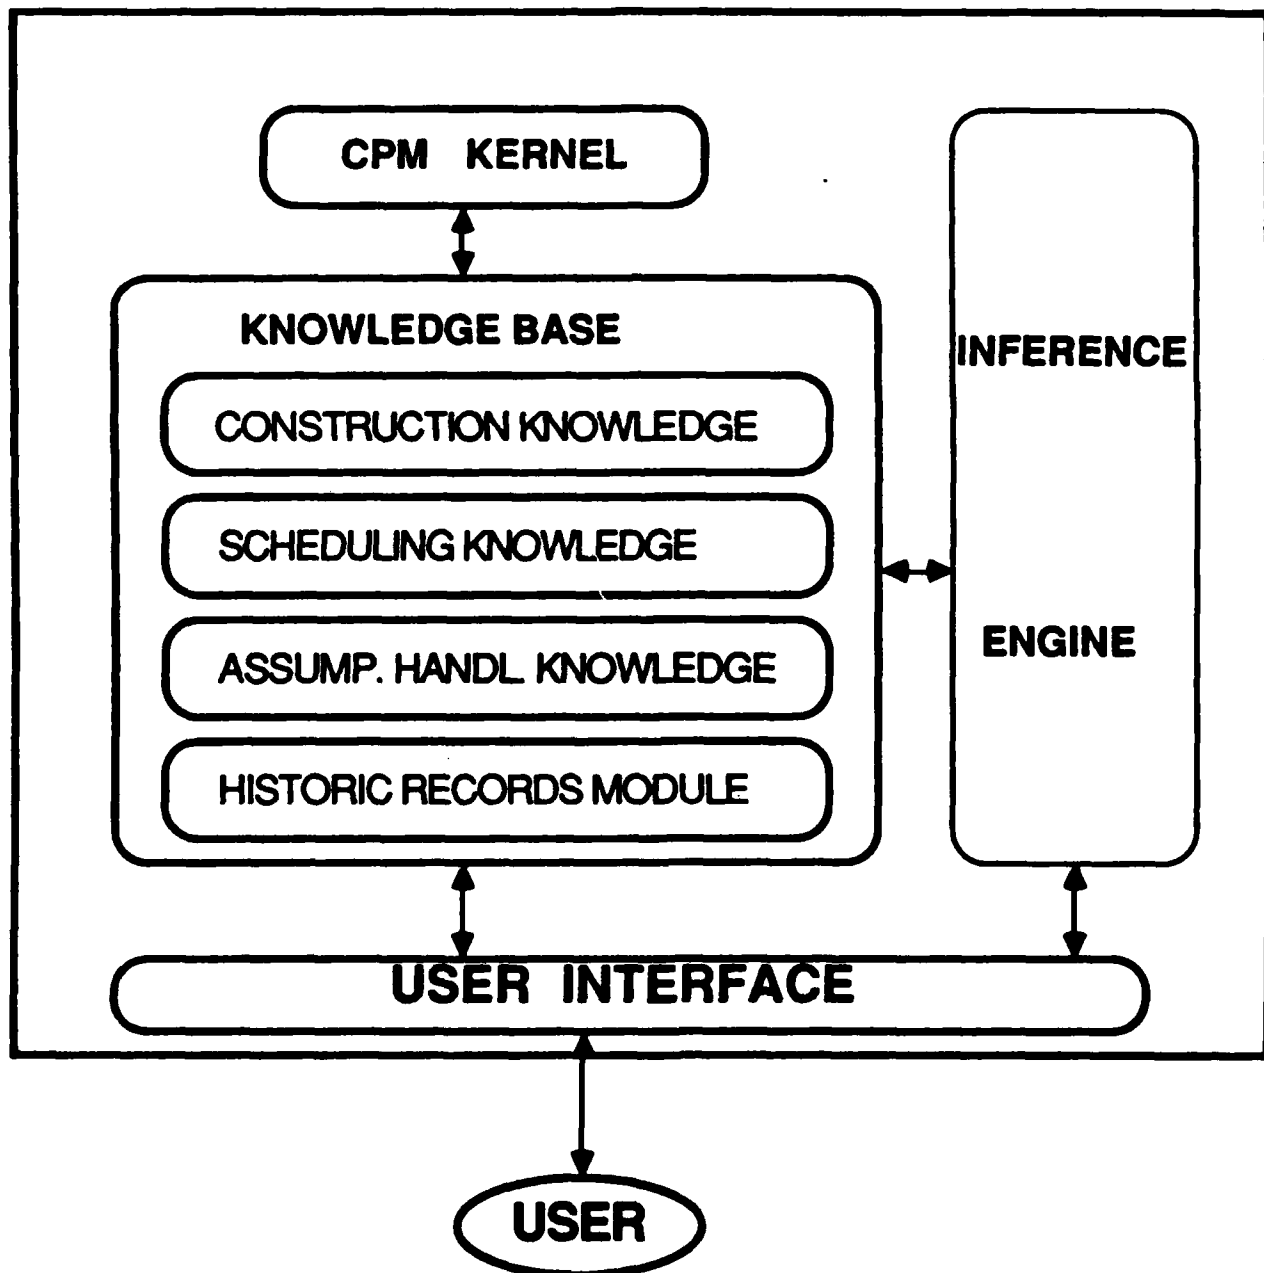 CPM KERNEL
KNOWLEDGE BASE
CONSTRUCTION KNOWLEDGE
SCHEDULING KNOWLEDGE
ASSUMP. HANDL. KNOWLEDGE
HISTORIC RECORDS MODULE
INFERENCE
ENGINE
USER INTERFACE
USER